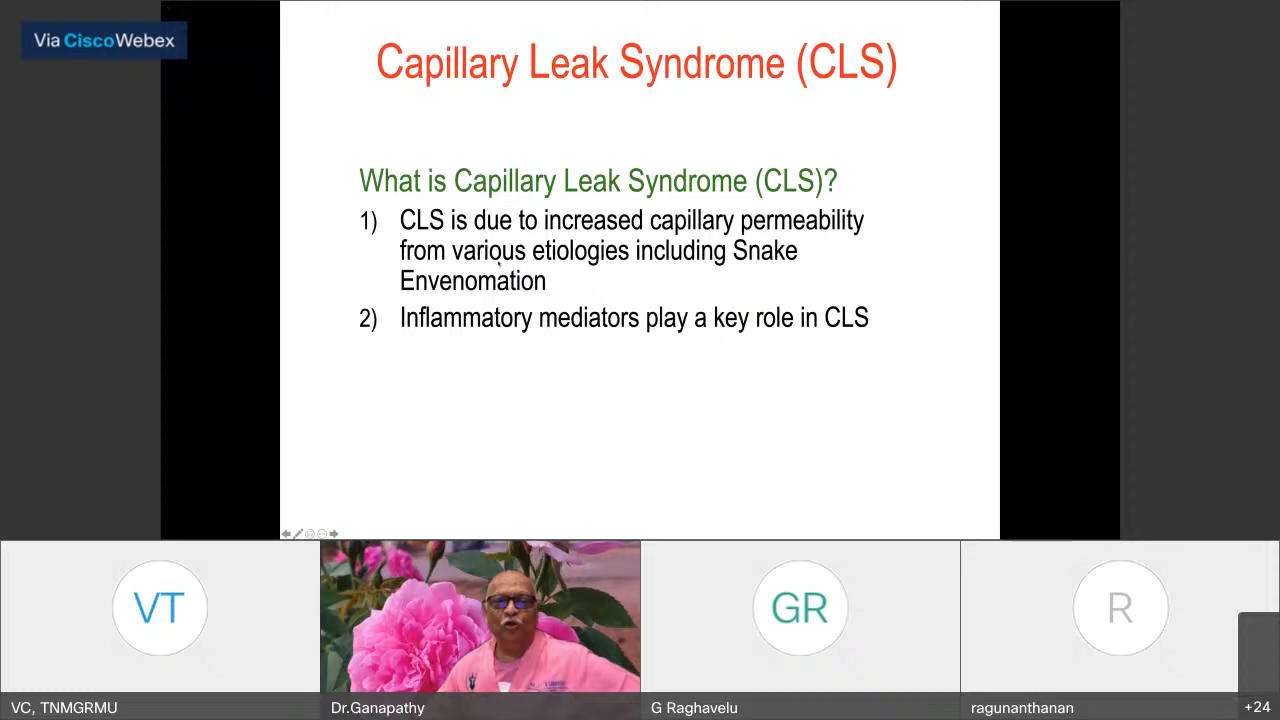 Via CiscoWebex
Capillary Leak Syndrome (CLS)
What is Capillary Leak Syndrome (CLS)?
1) CLS is due to increased capillary permeability
from various etiologies including Snake
Envenomation
2) Inflammatory mediators play a key role in CLS
VT
GR
R
VC, TNMGRMU
Dr.Ganapathy
G Raghavelu
ragunanthanan
+24